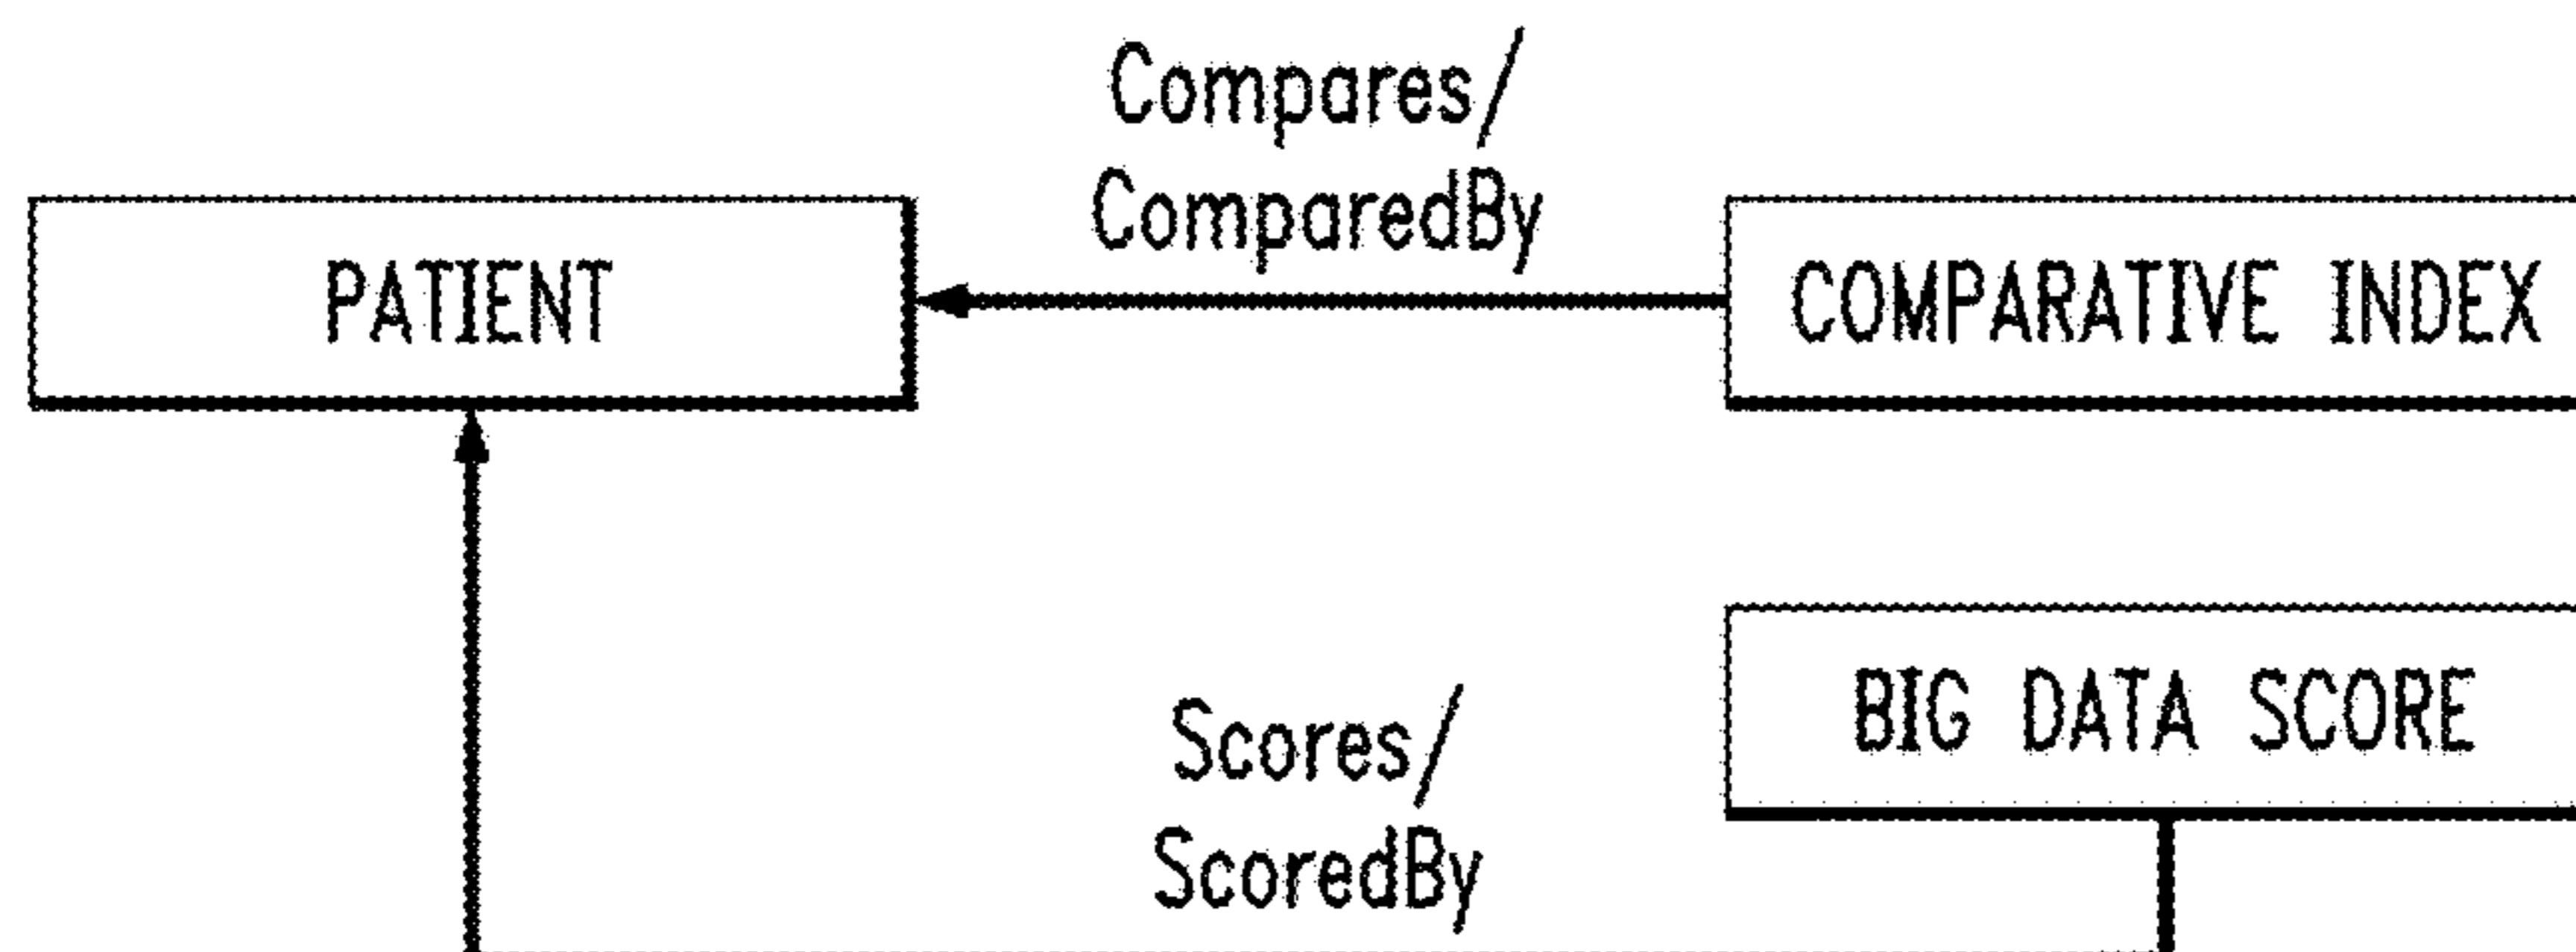 Compares/
ComparedBy
PATIENT
COMPARATIVE INDEX
BIG DATA SCORE
Scores/
ScoredBy